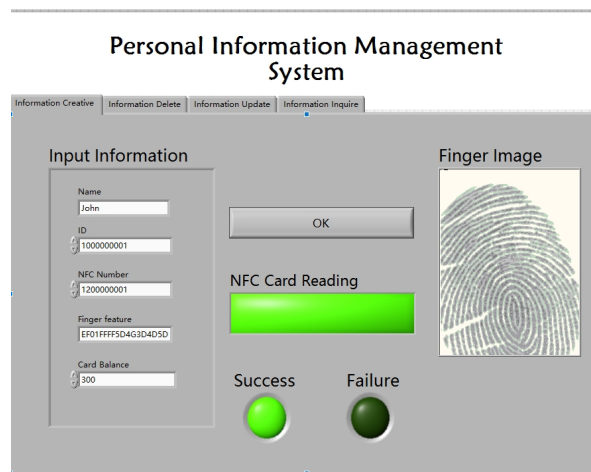 Personal Information Management
System
Information Creative
Information Delete
Information Update
Information Inquire
Input Information
Name
John
ID
1000000001
NFC Number
1200000001
Finger feature
EF01FFFF5D4G3D4D5D
Card Balance
300
OK
NFC Card Reading
Success
Failure
Finger Image